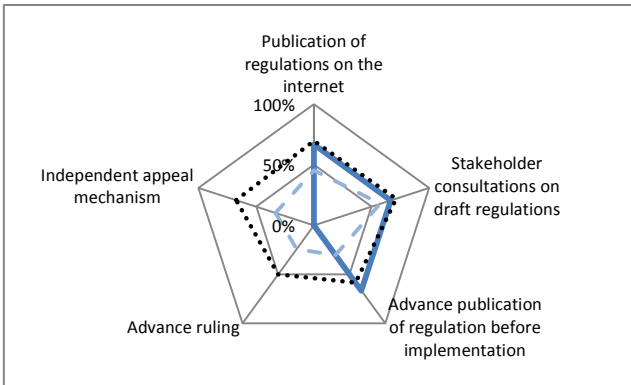 Publication of
regulations on the
internet
100%
50%
0%
Independent appeal
mechanism
Stakeholder
consultations on
draft regulations
Advance ruling
Advance publication
of regulation before
implementation